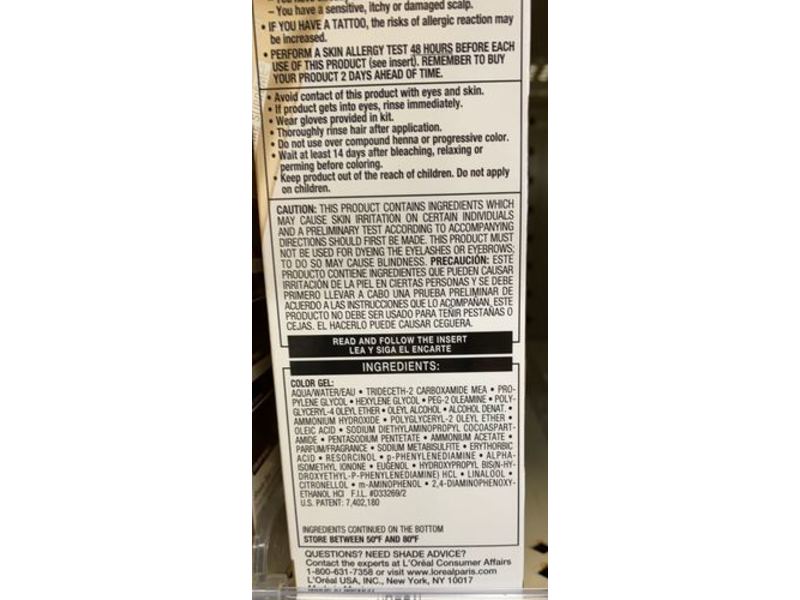 – You have a sensitive, itchy or damaged scalp.
• IF YOU HAVE A TATTOO, the risks of allergic reaction may
be increased.
• PERFORM A SKIN ALLERGY TEST 48 HOURS BEFORE EACH
USE OF THIS PRODUCT (see insert). REMEMBER TO BUY
YOUR PRODUCT 2 DAYS AHEAD OF TIME.
• Avoid contact of this product with eyes and skin.
• If product gets into eyes, rinse immediately.
• Wear gloves provided in kit.
• Thoroughly rinse hair after application.
• Do not use over compound henna or progressive color.
• Wait at least 14 days after bleaching, relaxing or
perming before coloring.
• Keep product out of the reach of children. Do not apply
on children.
CAUTION: THIS PRODUCT CONTAINS INGREDIENTS WHICH
MAY CAUSE SKIN IRRITATION ON CERTAIN INDIVIDUALS
AND A PRELIMINARY TEST ACCORDING TO ACCOMPANYING
DIRECTIONS SHOULD FIRST BE MADE. THIS PRODUCT MUST
NOT BE USED FOR DYEING THE EYELASHES OR EYEBROWS;
TO DO SO MAY CAUSE BLINDNESS. PRECAUCIÓN: ESTE
PRODUCTO CONTIENE INGREDIENTES QUE PUEDEN CAUSAR
IRRITACIÓN DE LA PIEL EN CIERTAS PERSONAS Y SE DEBE
PRIMERO LLEVAR A CABO UNA PRUEBA PRELIMINAR DE
ACUERDO A LAS INSTRUCCIONES QUE LO ACOMPAÑAN. ESTE
PRODUCTO NO DEBE SER USADO PARA TEÑIR PESTAÑAS O
CEJAS. EL HACERLO PUEDE CAUSAR CEGUERA.
READ AND FOLLOW THE INSERT
LEA Y SIGA EL ENCARTE
INGREDIENTS:
COLOR GEL:
AQUA/WATER/EAU • TRIDECETH-2 CARBOXAMIDE MEA • PRO-
PYLENE GLYCOL • HEXYLENE GLYCOL • PEG-2 OLEAMINE • POLY-
GLYCERYL-4 OLEYL ETHER • OLEYL ALCOHOL • ALCOHOL DENAT. •
AMMONIUM HYDROXIDE • POLYGLYCERYL-2 OLEYL ETHER •
OLEIC ACID • SODIUM DIETHYLAMINOPROPYL COCOASPART-
AMIDE • PENTASODIUM PENTETATE • AMMONIUM ACETATE •
PARFUM/FRAGRANCE • SODIUM METABISULFITE • ERYTHORBIC
ACID • RESORCINOL • p-PHENYLENEDIAMINE • ALPHA-
ISOMETHYL IONONE • EUGENOL • HYDROXYPROPYL BIS(N-HY-
DROXYETHYL-P-PHENYLENEDIAMINE) HCL • LINALOOL •
CITRONELLOL • m-AMINOPHENOL • 2,4-DIAMINOPHENOXY-
ETHANOL HCl F.I.L. #D33269/2
U.S. PATENT: 7,402,180
INGREDIENTS CONTINUED ON THE BOTTOM
STORE BETWEEN 50°F AND 80°F
QUESTIONS? NEED SHADE ADVICE?
Contact the experts at L'Oréal Consumer Affairs
1-800-631-7358 or visit www.lorealparis.com
L'Oréal USA, INC., New York, NY 10017